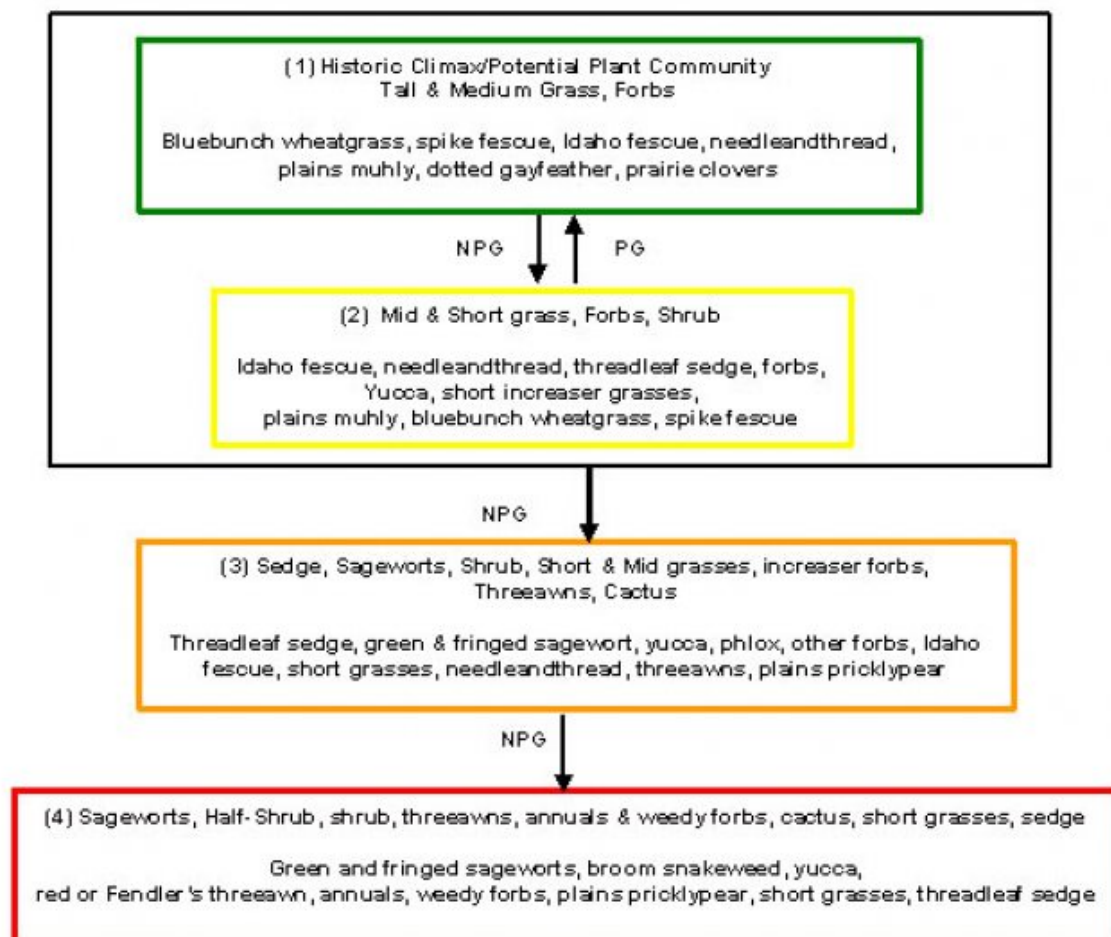 (1) Historic Climax/Potential Plant Community
Tall & Medium Grass, Forbs
Bluebunch wheatgrass, spike fescue, Idaho fescue, needleandthread,
plains muhly, dotted gayfeather, prairie clovers
NPG
PG
(2) Mid & Short grass, Forbs, Shrub
Idaho fescue, needleandthread, threadleaf sedge, forbs,
Yucca, short increaser grasses,
plains muhly, bluebunch wheatgrass, spike fescue
NPG
(3) Sedge, Sageworts, Shrub, Short & Mid grasses, increaser forbs,
Threeawns, Cactus
Threadleaf sedge, green & fringed sagewort, yucca, phlox, other forbs, Idaho
fescue, short grasses, needleandthread, threeawns, plains pricklypear
NPG
(4) Sageworts, Half-Shrub, shrub, threeawns, annuals & weedy forbs, cactus, short grasses, sedge
Green and fringed sageworts, broom snakeweed, yucca,
red or Fendler's threeawn, annuals, weedy forbs, plains pricklypear, short grasses, threadleaf sedge